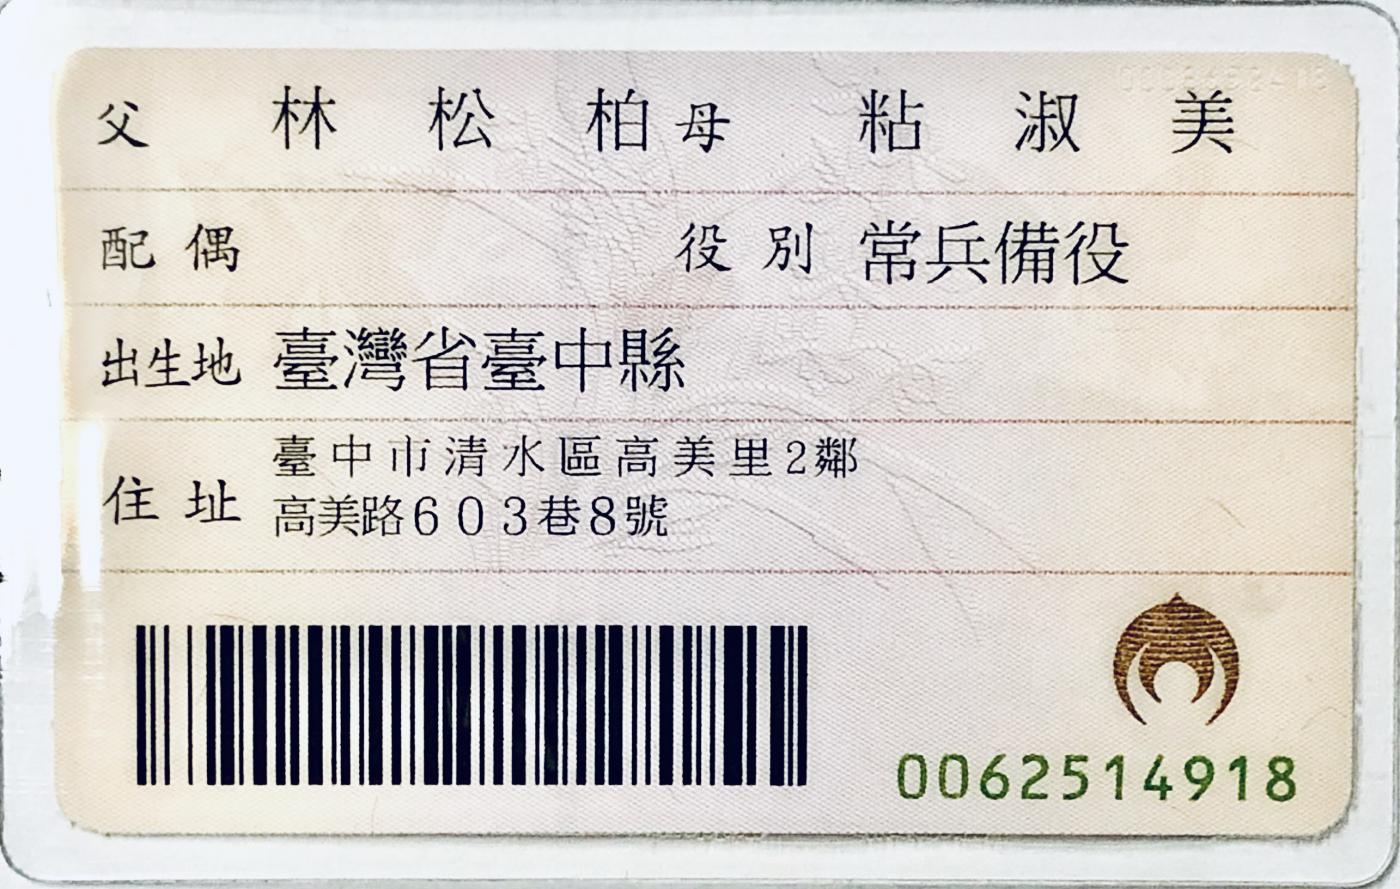 父 林松柏 母 粘淑美
配偶 役別 常兵備役
出生地 臺灣省臺中縣
住址 臺中市清水區高美里2鄰
高美路603巷8號
0062514918